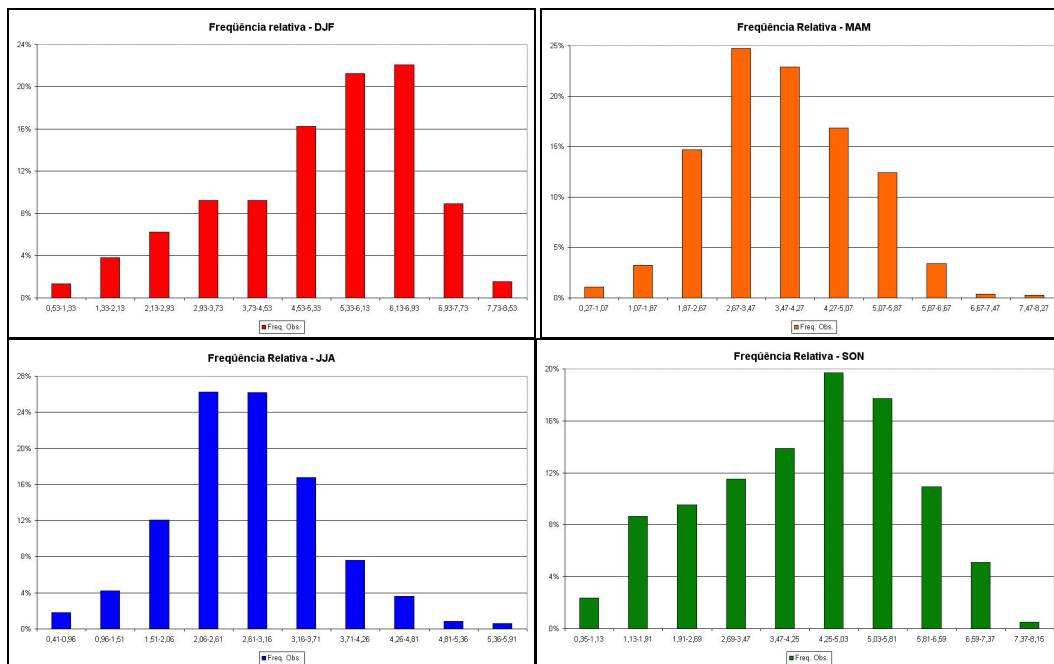 Freqüência relativa - DJF
24%
20%
16%
12%
8%
4%
0%
0,53-1,33 1,33-2,13 2,13-2,93 2,93-3,73 3,73-4,53 4,53-5,33 5,33-6,13 6,13-6,93 6,93-7,73 7,73-8,53
Freq. Obs.
Freqüência Relativa - MAM
25%
20%
15%
10%
5%
0%
0,27-1,07 1,07-1,87 1,87-2,67 2,67-3,47 3,47-4,27 4,27-5,07 5,07-5,87 5,87-6,67 6,67-7,47 7,47-8,27
Freq. Obs.
Freqüência Relativa - JJA
28%
24%
20%
16%
12%
8%
4%
0%
0,41-0,96 0,96-1,51 1,51-2,06 2,06-2,61 2,61-3,16 3,16-3,71 3,71-4,26 4,26-4,81 4,81-5,36 5,36-5,91
Freq. Obs.
Freqüência Relativa - SON
20%
16%
12%
8%
4%
0%
0,35-1,13 1,13-1,91 1,91-2,69 2,69-3,47 3,47-4,25 4,25-5,03 5,03-5,81 5,81-6,59 6,59-7,37 7,37-8,15
Freq. Obs.